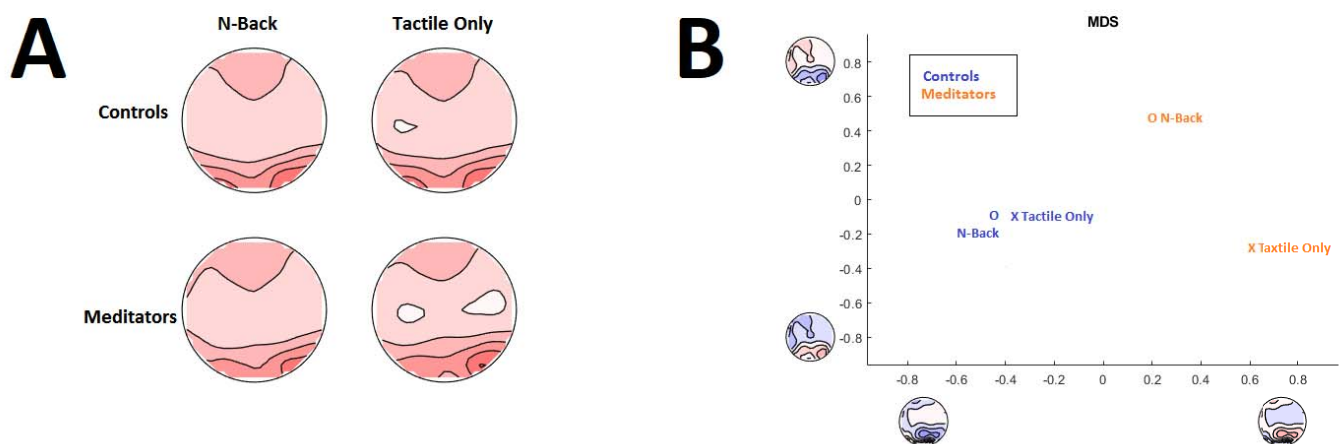 A
N-Back
Tactile Only
Controls
Meditators
B
MDS
Controls
Meditators
0.8
0.6
0.4
0.2
0
-0.2
-0.4
-0.6
-0.8
O N-Back
O
X Tactile Only
N-Back
X Taxtile Only
-0.8
-0.6
-0.4
-0.2
0
0.2
0.4
0.6
0.8